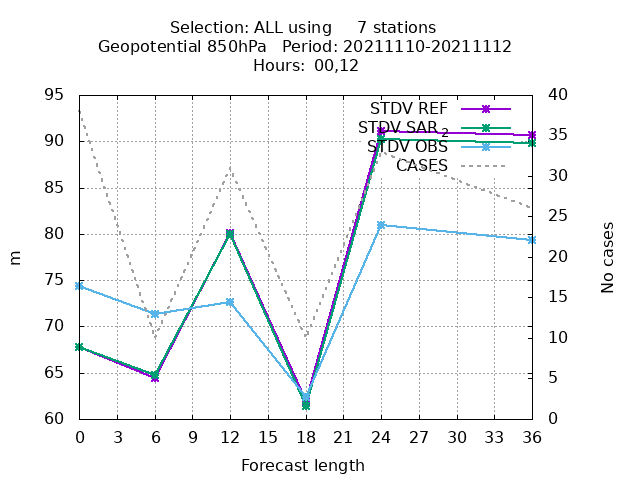 Selection: ALL using 7 stations
Geopotential 850hPa Period: 20211110-20211112
Hours: 00,12
95 40
STDV REF
STDV SAR 2
90 35
STDV OBS
CASES
85 30
25
80
m
20
No cases
75
15
70
10
65 5
60 0
0 3 6 9 12 15 18 21 24 27 30 33 36
Forecast length